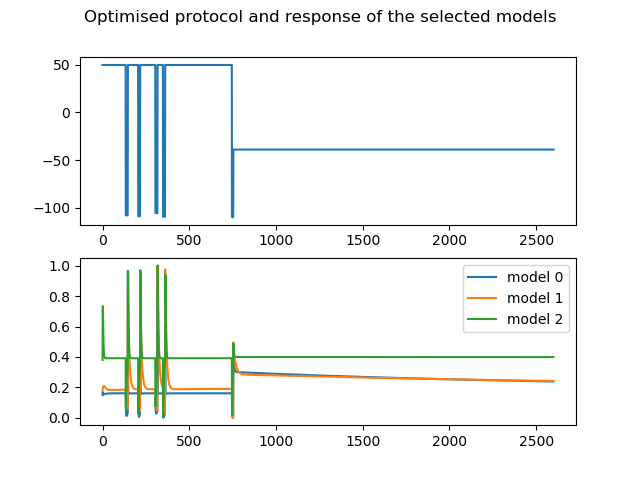 Optimised protocol and response of the selected models
50
0
−50
−100
0 500 1000 1500 2000 2500
1.0
0.8
0.6
0.4
0.2
0.0
model 0
model 1
model 2
0 500 1000 1500 2000 2500